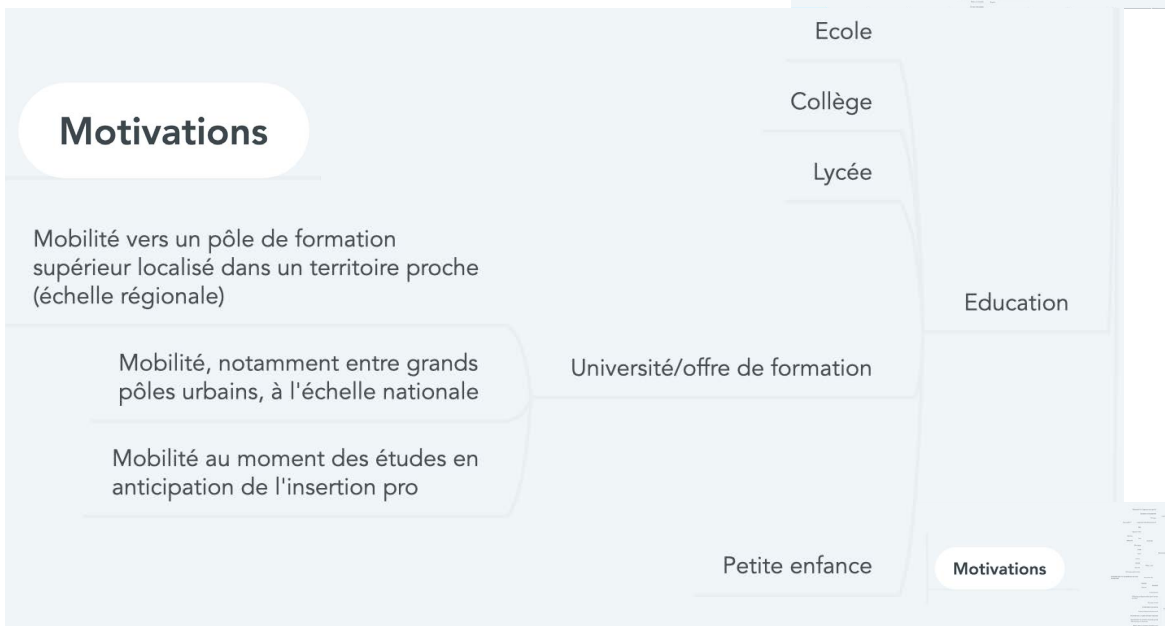 Ecole
Collège
Motivations
Lycée
Mobilité vers un pôle de formation
supérieur localisé dans un territoire proche
(échelle régionale)
Education
Mobilité, notamment entre grands
pôles urbains, à l'échelle nationale
Université/offre de formation
Mobilité au moment des études en
anticipation de l'insertion pro
Petite enfance
Motivations